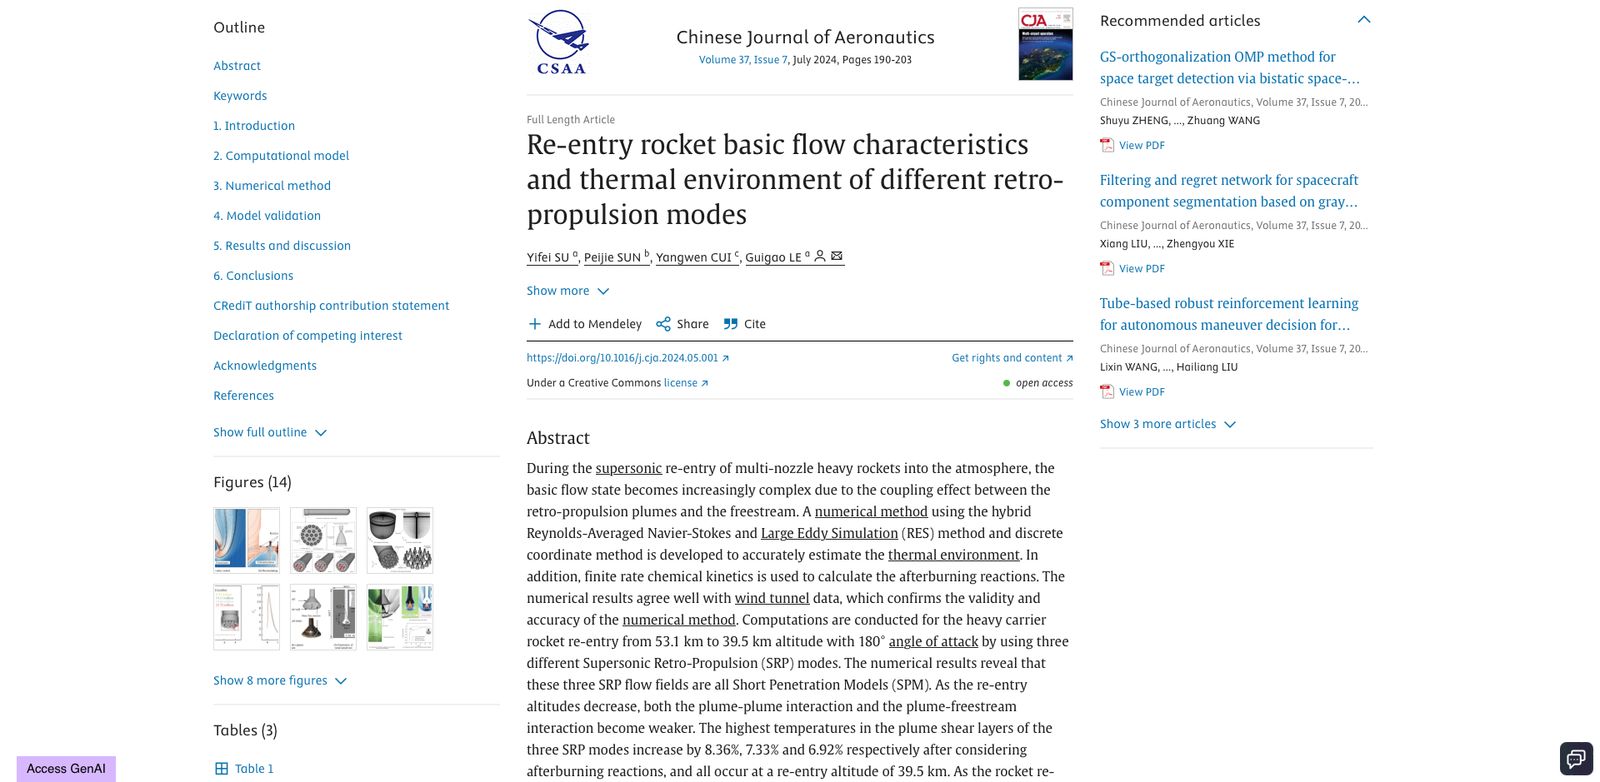 Outline
Abstract
Keywords
1. Introduction
2. Computational model
3. Numerical method
4. Model validation
5. Results and discussion
6. Conclusions
CRediT authorship contribution statement
Declaration of competing interest
Acknowledgments
References
Show full outline
Figures (14)
Show 8 more figures
Tables (3)
Table 1
Access GenAI
CSAA
Chinese Journal of Aeronautics
Volume 37, Issue 7, July 2024, Pages 190-203
CJA
Full Length Article
Re-entry rocket basic flow characteristics
and thermal environment of different retro-
propulsion modes
Yifei SU a, Peijie SUN b, Yangwen CUI c, Guigao LE a
Show more
Add to Mendeley Share Cite
https://doi.org/10.1016/j.cja.2024.05.001 ↗ Get rights and content ↗
Under a Creative Commons license ↗ open access
Abstract
During the supersonic re-entry of multi-nozzle heavy rockets into the atmosphere, the
basic flow state becomes increasingly complex due to the coupling effect between the
retro-propulsion plumes and the freestream. A numerical method using the hybrid
Reynolds-Averaged Navier-Stokes and Large Eddy Simulation (RES) method and discrete
coordinate method is developed to accurately estimate the thermal environment. In
addition, finite rate chemical kinetics is used to calculate the afterburning reactions. The
numerical results agree well with wind tunnel data, which confirms the validity and
accuracy of the numerical method. Computations are conducted for the heavy carrier
rocket re-entry from 53.1 km to 39.5 km altitude with 180° angle of attack by using three
different Supersonic Retro-Propulsion (SRP) modes. The numerical results reveal that
these three SRP flow fields are all Short Penetration Models (SPM). As the re-entry
altitudes decrease, both the plume-plume interaction and the plume-freestream
interaction become weaker. The highest temperatures in the plume shear layers of the
three SRP modes increase by 8.36%, 7.33% and 6.92% respectively after considering
afterburning reactions, and all occur at a re-entry altitude of 39.5 km. As the rocket re-
Recommended articles
GS-orthogonalization OMP method for
space target detection via bistatic space-…
Chinese Journal of Aeronautics, Volume 37, Issue 7, 20…
Shuyu ZHENG, …, Zhuang WANG
View PDF
Filtering and regret network for spacecraft
component segmentation based on gray…
Chinese Journal of Aeronautics, Volume 37, Issue 7, 20…
Xiang LIU, …, Zhengyou XIE
View PDF
Tube-based robust reinforcement learning
for autonomous maneuver decision for…
Chinese Journal of Aeronautics, Volume 37, Issue 7, 20…
Lixin WANG, …, Hailiang LIU
View PDF
Show 3 more articles